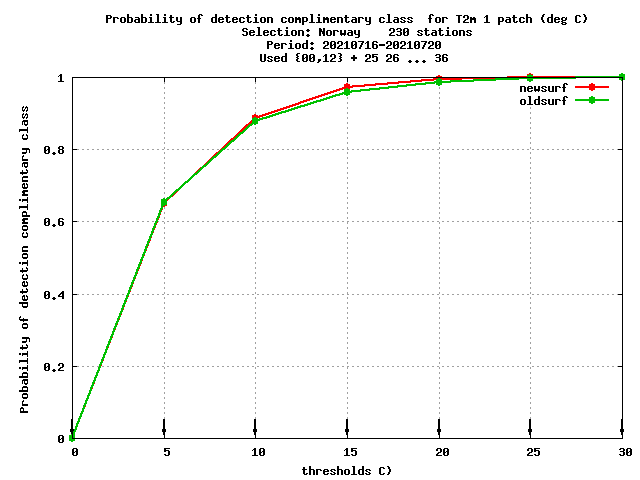 Probability of detection complimentary class  for T2m 1 patch (deg C)
Selection: Norway    230 stations
Period: 20210716-20210720
Used {00,12} + 25 26 ... 36
Probability of detection complimentary class
1
0.8
0.6
0.4
0.2
0
newsurf
oldsurf
0 5 10 15 20 25 30
thresholds C)